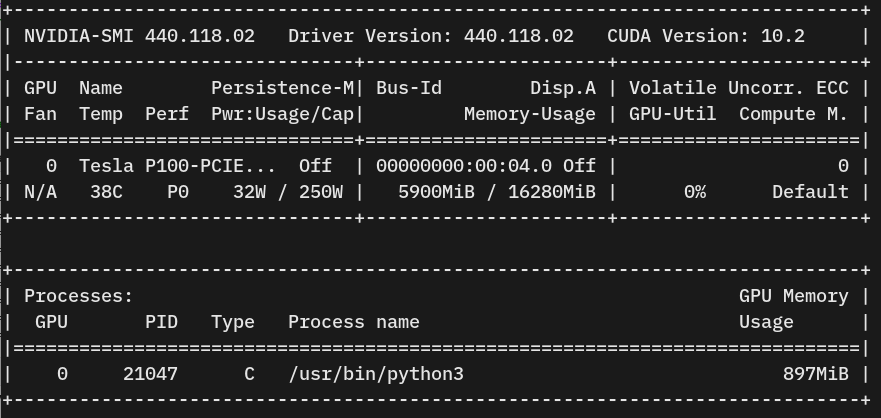 +-----------------------------------------------------------------------------+
| NVIDIA-SMI 440.118.02   Driver Version: 440.118.02   CUDA Version: 10.2     |
|-------------------------------+----------------------+----------------------+
| GPU  Name        Persistence-M| Bus-Id        Disp.A | Volatile Uncorr. ECC |
| Fan  Temp  Perf  Pwr:Usage/Cap|         Memory-Usage | GPU-Util  Compute M. |
|===============================+======================+======================|
|   0  Tesla P100-PCIE...  Off  | 00000000:00:04.0 Off |                    0 |
| N/A   38C    P0    32W / 250W |   5900MiB / 16280MiB |      0%      Default |
+-------------------------------+----------------------+----------------------+
+-----------------------------------------------------------------------------+
| Processes:                                                       GPU Memory |
|  GPU       PID   Type   Process name                             Usage      |
|=============================================================================|
|    0     21047      C   /usr/bin/python3                             897MiB |
+-----------------------------------------------------------------------------+